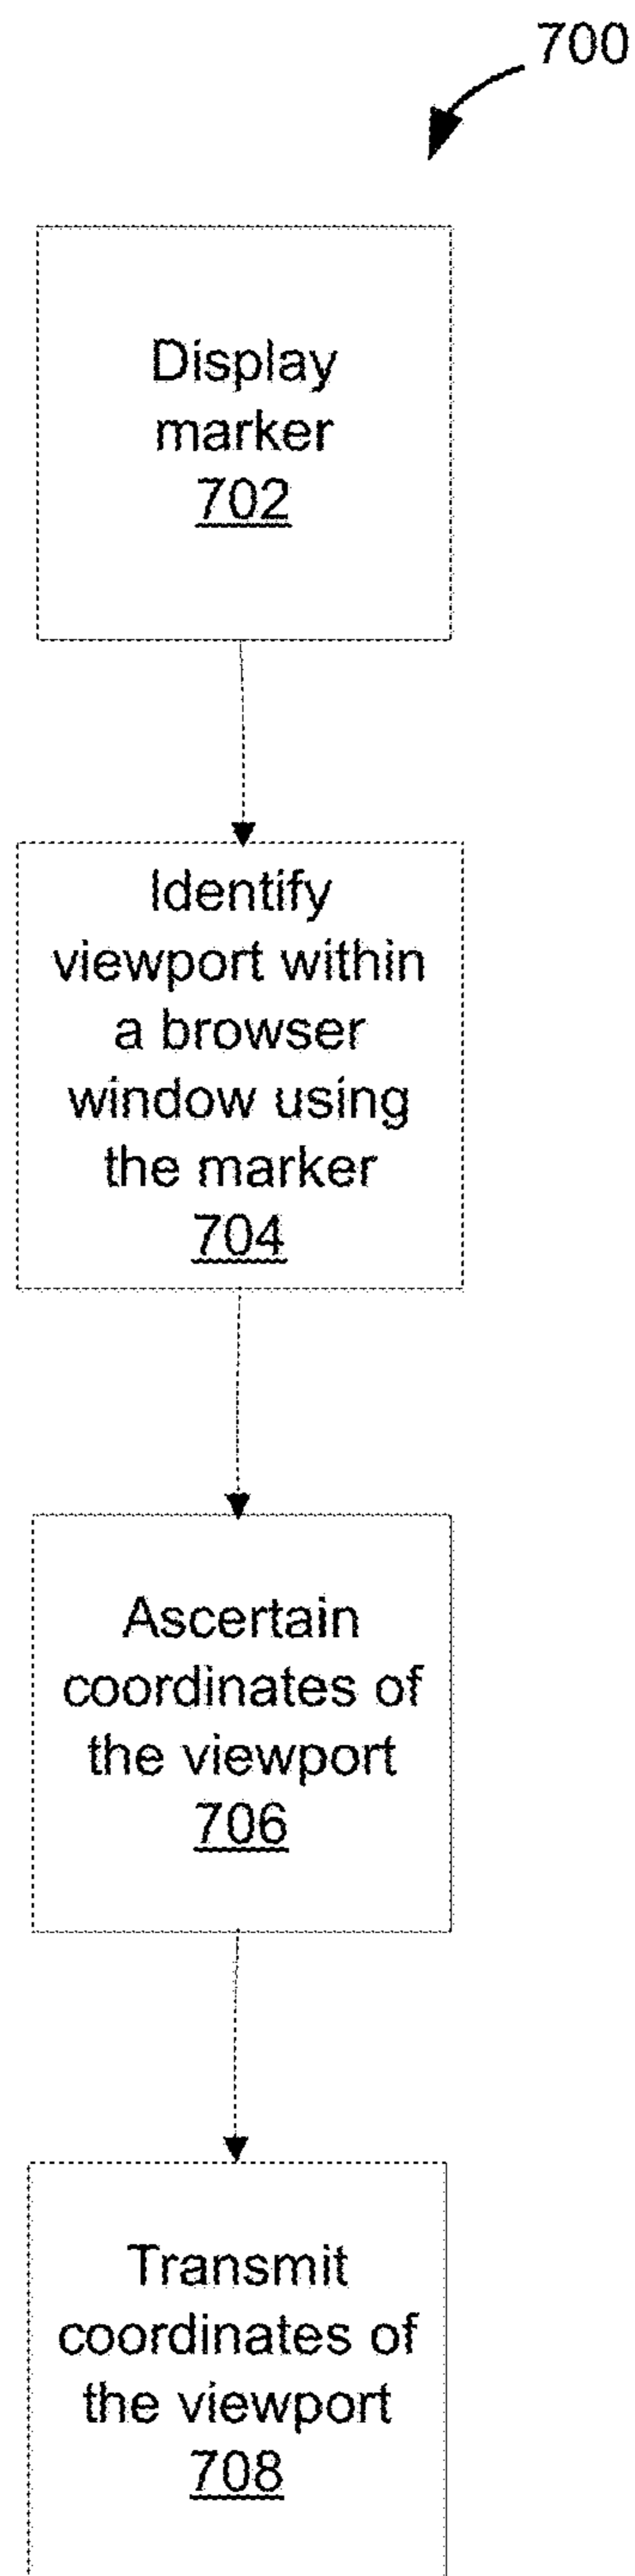 700
Display
marker
702
Identify
viewport within
a browser
window using
the marker
704
Ascertain
coordinates of
the viewport
706
Transmit
coordinates of
the viewport
708